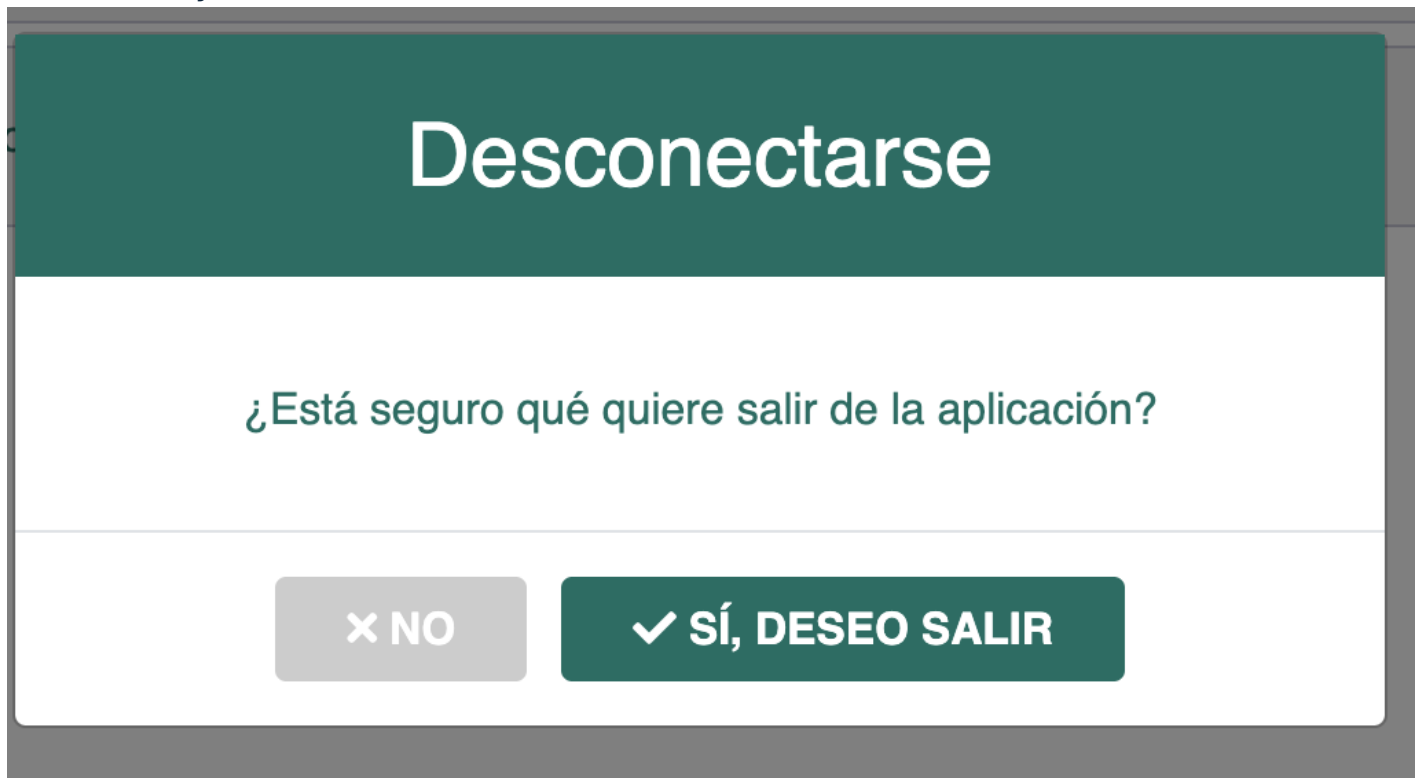 Desconectarse
¿Está seguro qué quiere salir de la aplicación?
NO
SÍ, DESEO SALIR